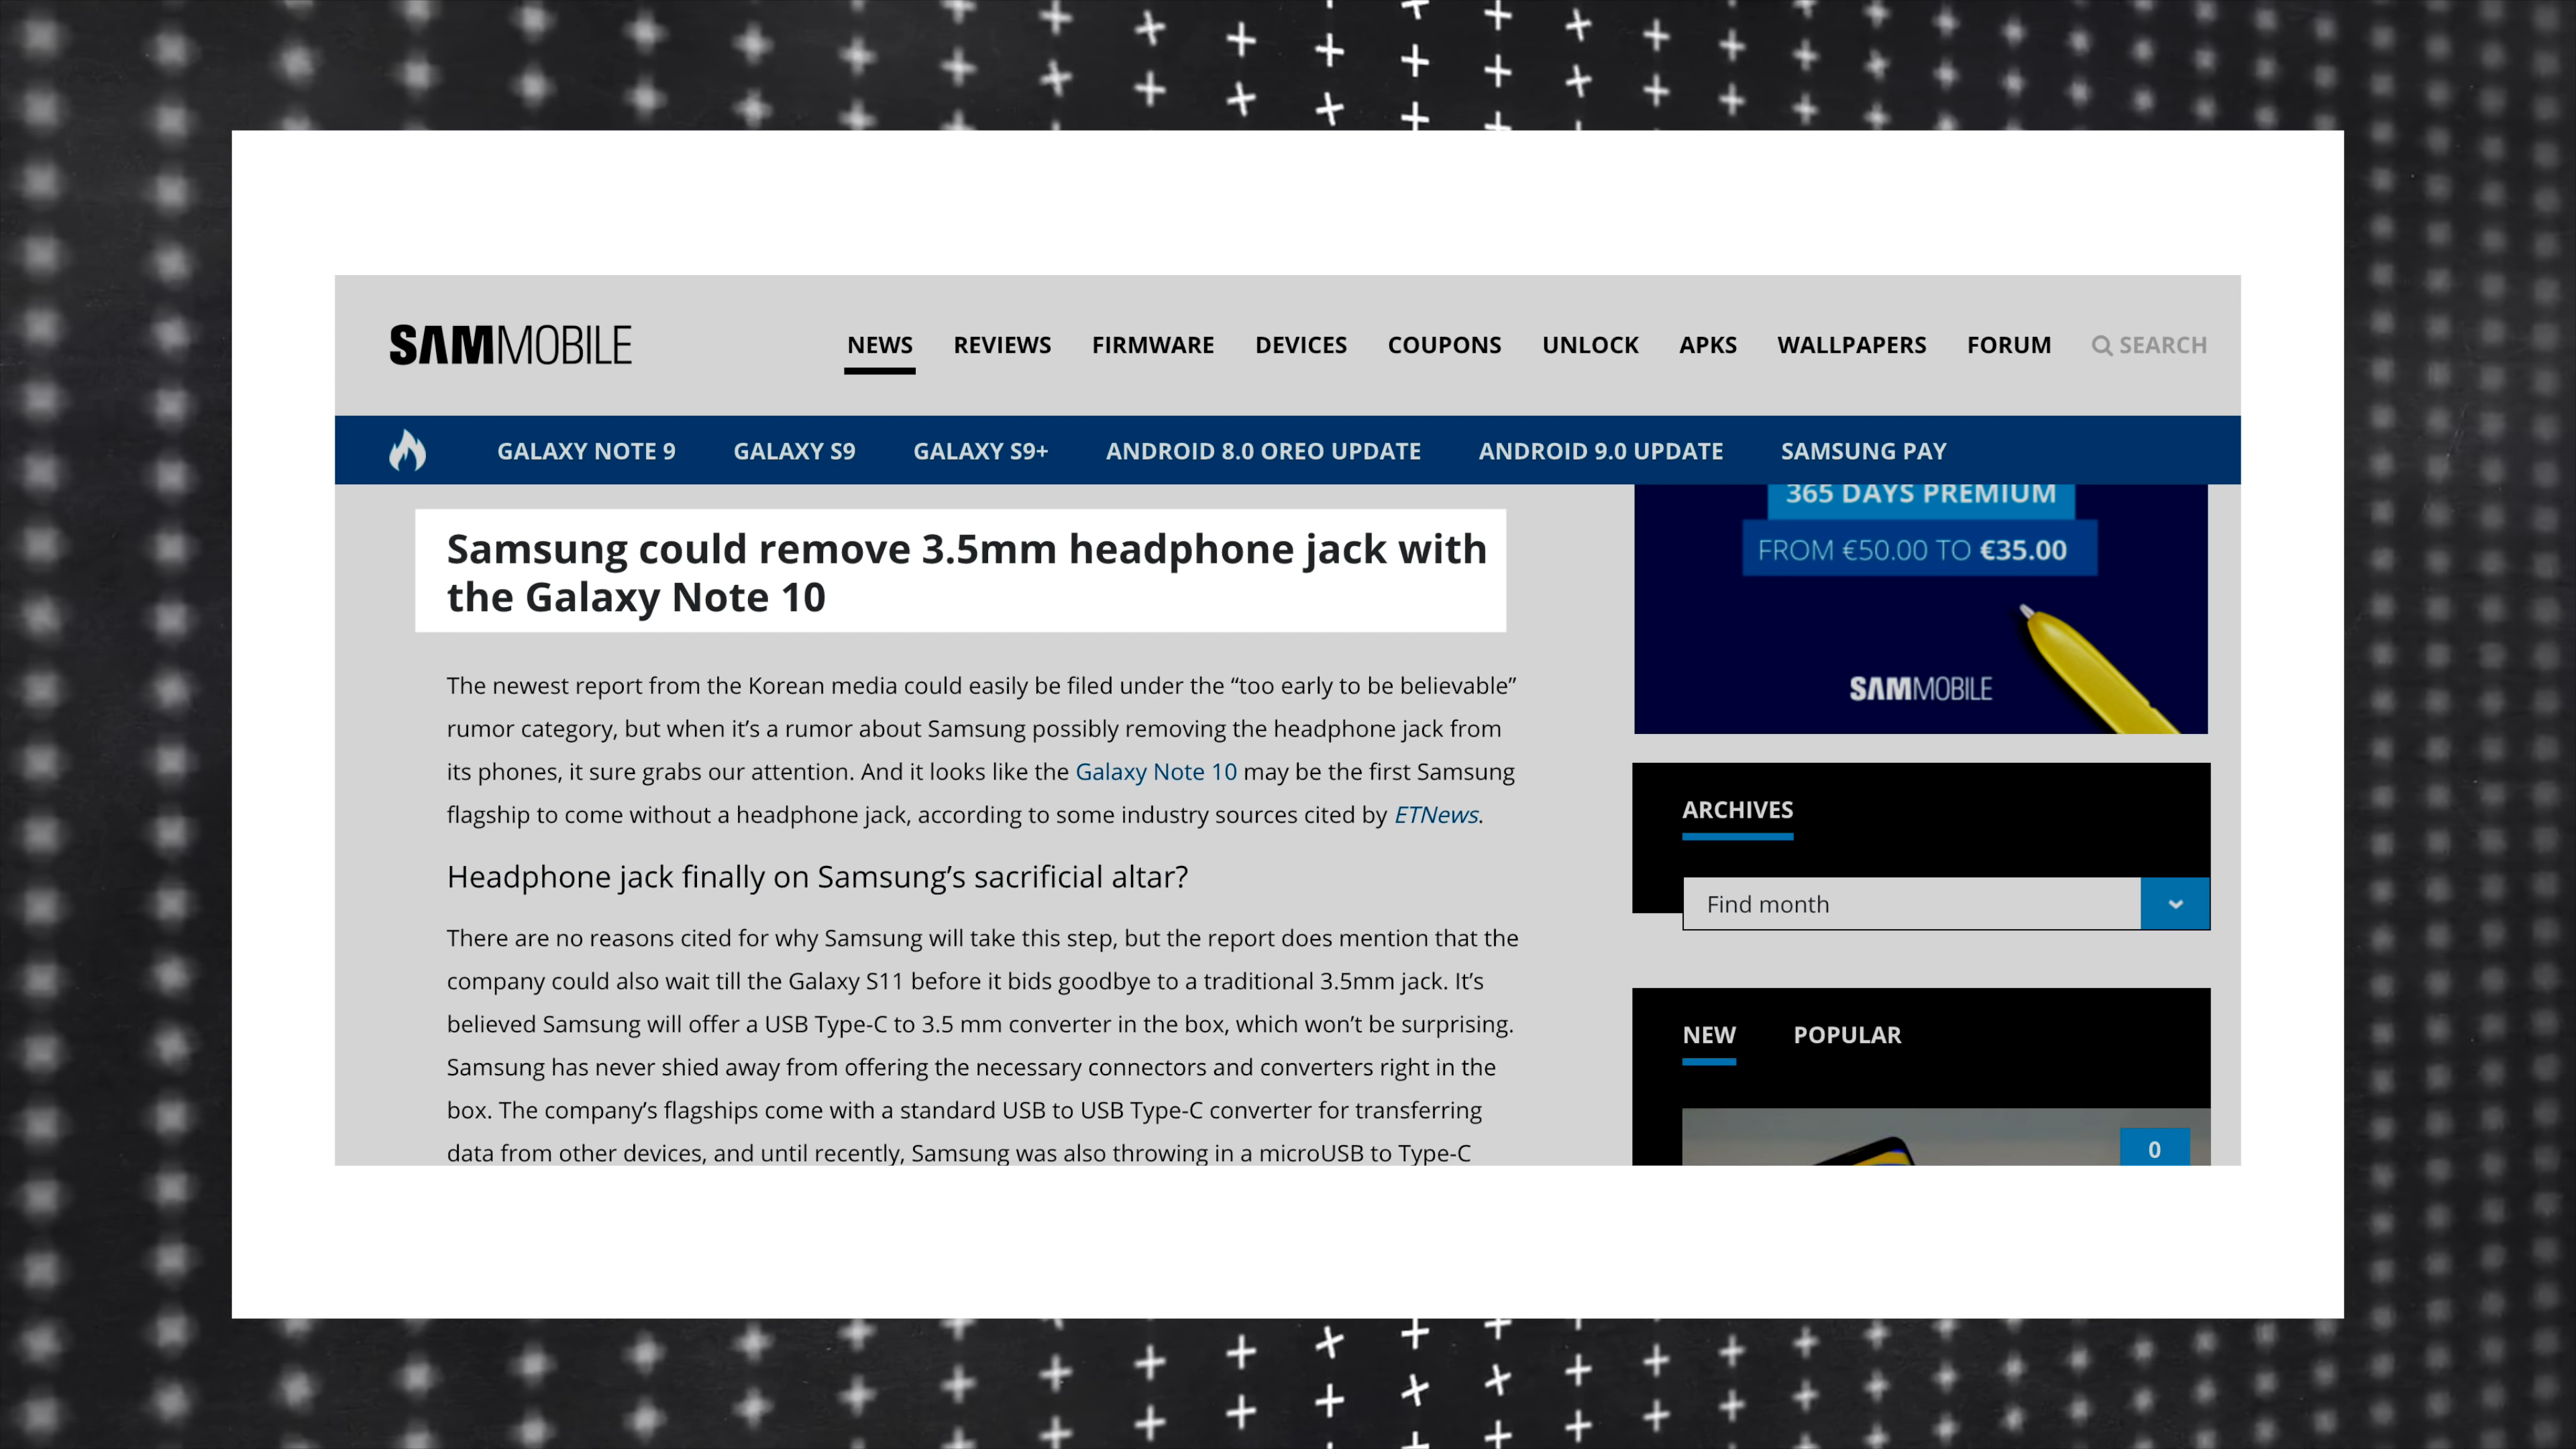 SAMMOBILE
NEWS REVIEWS FIRMWARE DEVICES COUPONS UNLOCK APKS WALLPAPERS FORUM SEARCH
GALAXY NOTE 9 GALAXY S9 GALAXY S9+ ANDROID 8.0 OREO UPDATE ANDROID 9.0 UPDATE SAMSUNG PAY
Samsung could remove 3.5mm headphone jack with
the Galaxy Note 10
The newest report from the Korean media could easily be filed under the “too early to be believable”
rumor category, but when it’s a rumor about Samsung possibly removing the headphone jack from
its phones, it sure grabs our attention. And it looks like the Galaxy Note 10 may be the first Samsung
flagship to come without a headphone jack, according to some industry sources cited by ETNews.
Headphone jack finally on Samsung’s sacrificial altar?
There are no reasons cited for why Samsung will take this step, but the report does mention that the
company could also wait till the Galaxy S11 before it bids goodbye to a traditional 3.5mm jack. It’s
believed Samsung will offer a USB Type-C to 3.5 mm converter in the box, which won’t be surprising.
Samsung has never shied away from offering the necessary connectors and converters right in the
box. The company’s flagships come with a standard USB to USB Type-C converter for transferring
data from other devices, and until recently, Samsung was also throwing in a microUSB to Type-C
365 DAYS PREMIUM
FROM €50.00 TO €35.00
SAMMOBILE
ARCHIVES
Find month
NEW POPULAR
0